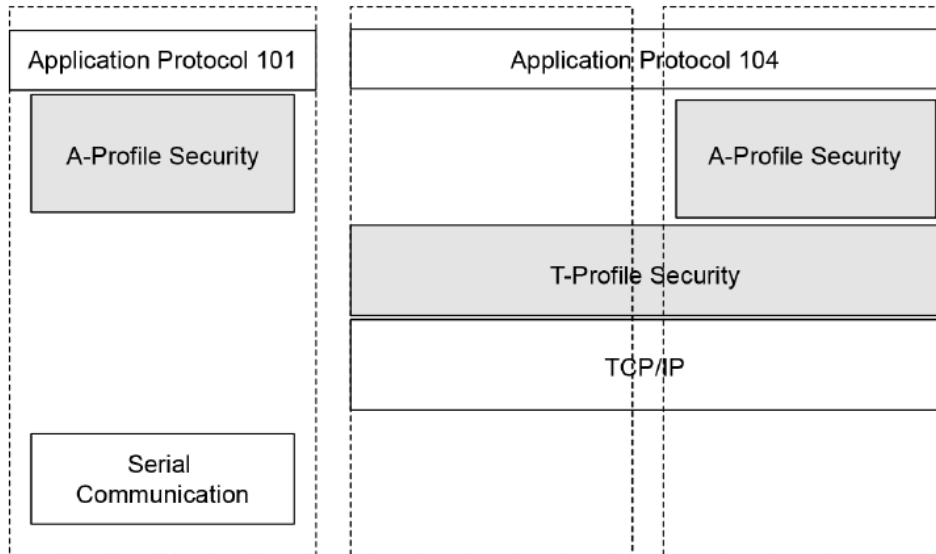 Application Protocol 101
Application Protocol 104
A-Profile Security
A-Profile Security
T-Profile Security
TCP/IP
Serial
Communication